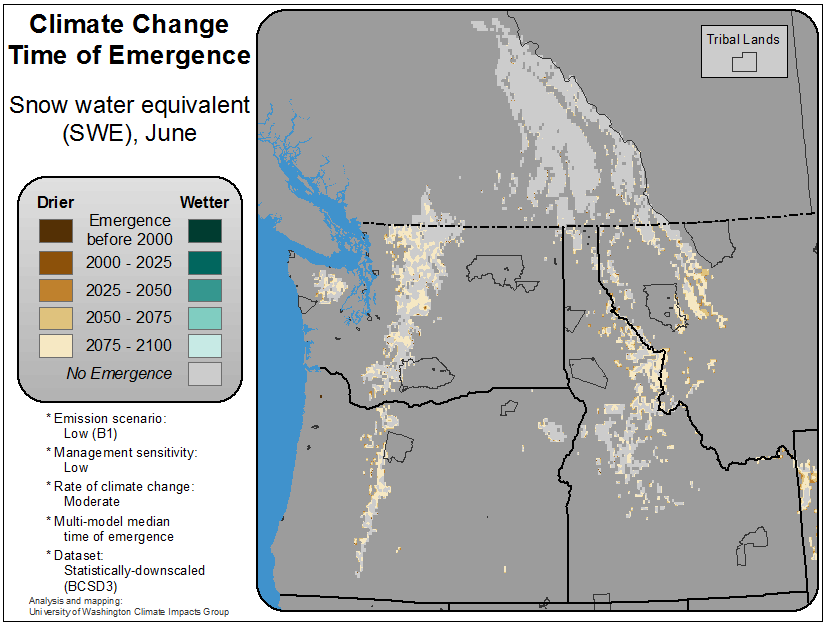 Climate Change
Time of Emergence
Snow water equivalent
(SWE), June
Drier
Wetter
Emergence
before 2000
2000 - 2025
2025 - 2050
2050 - 2075
2075 - 2100
No Emergence
* Emission scenario:
Low (B1)
* Management sensitivity:
Low
* Rate of climate change:
Moderate
* Multi-model median
time of emergence
* Dataset:
Statistically-downscaled
(BCSD3)
Analysis and mapping:
University of Washington Climate Impacts Group
Tribal Lands